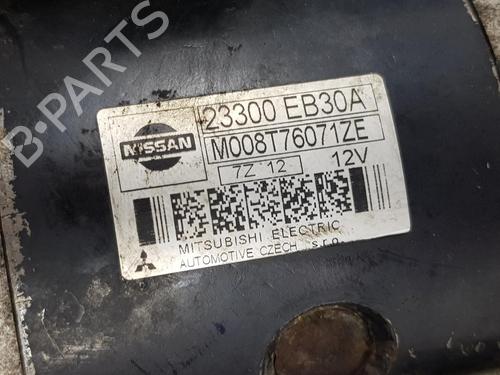 B-PARTS
NISSAN
23300 EB30A
M008T76071ZE
7Z 12
12V
MITSUBISHI ELECTRIC
AUTOMOTIVE CZECH s.r.o.